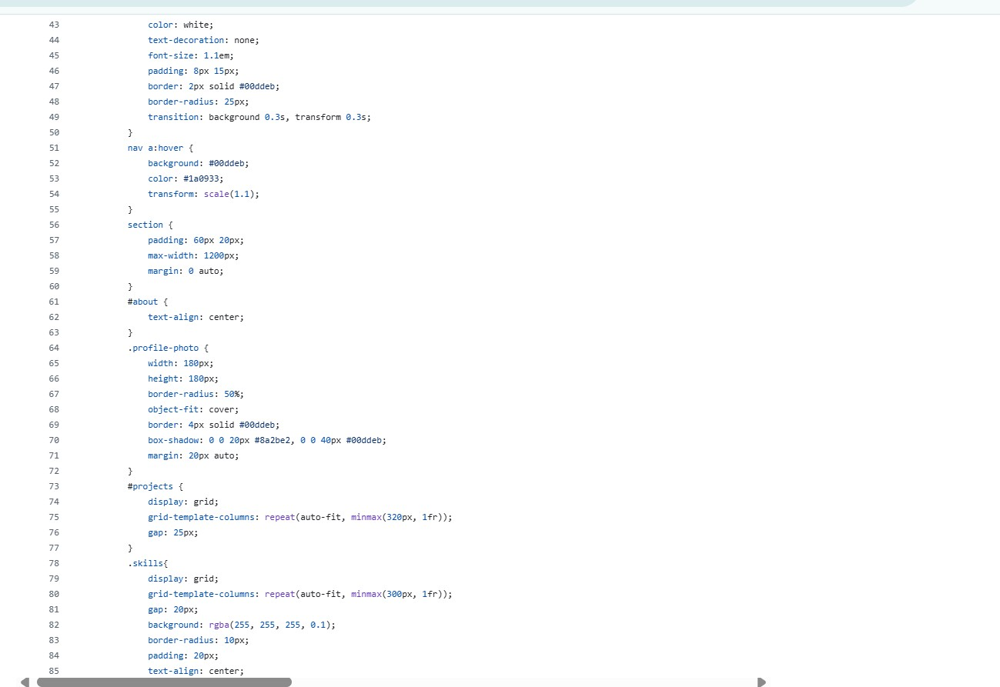 43 color: white;
44 text-decoration: none;
45 font-size: 1.1em;
46 padding: 8px 15px;
47 border: 2px solid #00ddeb;
48 border-radius: 25px;
49 transition: background 0.3s, transform 0.3s;
50 }
51 nav a:hover {
52 background: #00ddeb;
53 color: #1a0933;
54 transform: scale(1.1);
55 }
56 section {
57 padding: 60px 20px;
58 max-width: 1200px;
59 margin: 0 auto;
60 }
61 #about {
62 text-align: center;
63 }
64 .profile-photo {
65 width: 180px;
66 height: 180px;
67 border-radius: 50%;
68 object-fit: cover;
69 border: 4px solid #00ddeb;
70 box-shadow: 0 0 20px #8a2be2, 0 0 40px #00ddeb;
71 margin: 20px auto;
72 }
73 #projects {
74 display: grid;
75 grid-template-columns: repeat(auto-fit, minmax(320px, 1fr));
76 gap: 25px;
77 }
78 .skills{
79 display: grid;
80 grid-template-columns: repeat(auto-fit, minmax(300px, 1fr));
81 gap: 20px;
82 background: rgba(255, 255, 255, 0.1);
83 border-radius: 10px;
84 padding: 20px;
85 text-align: center;